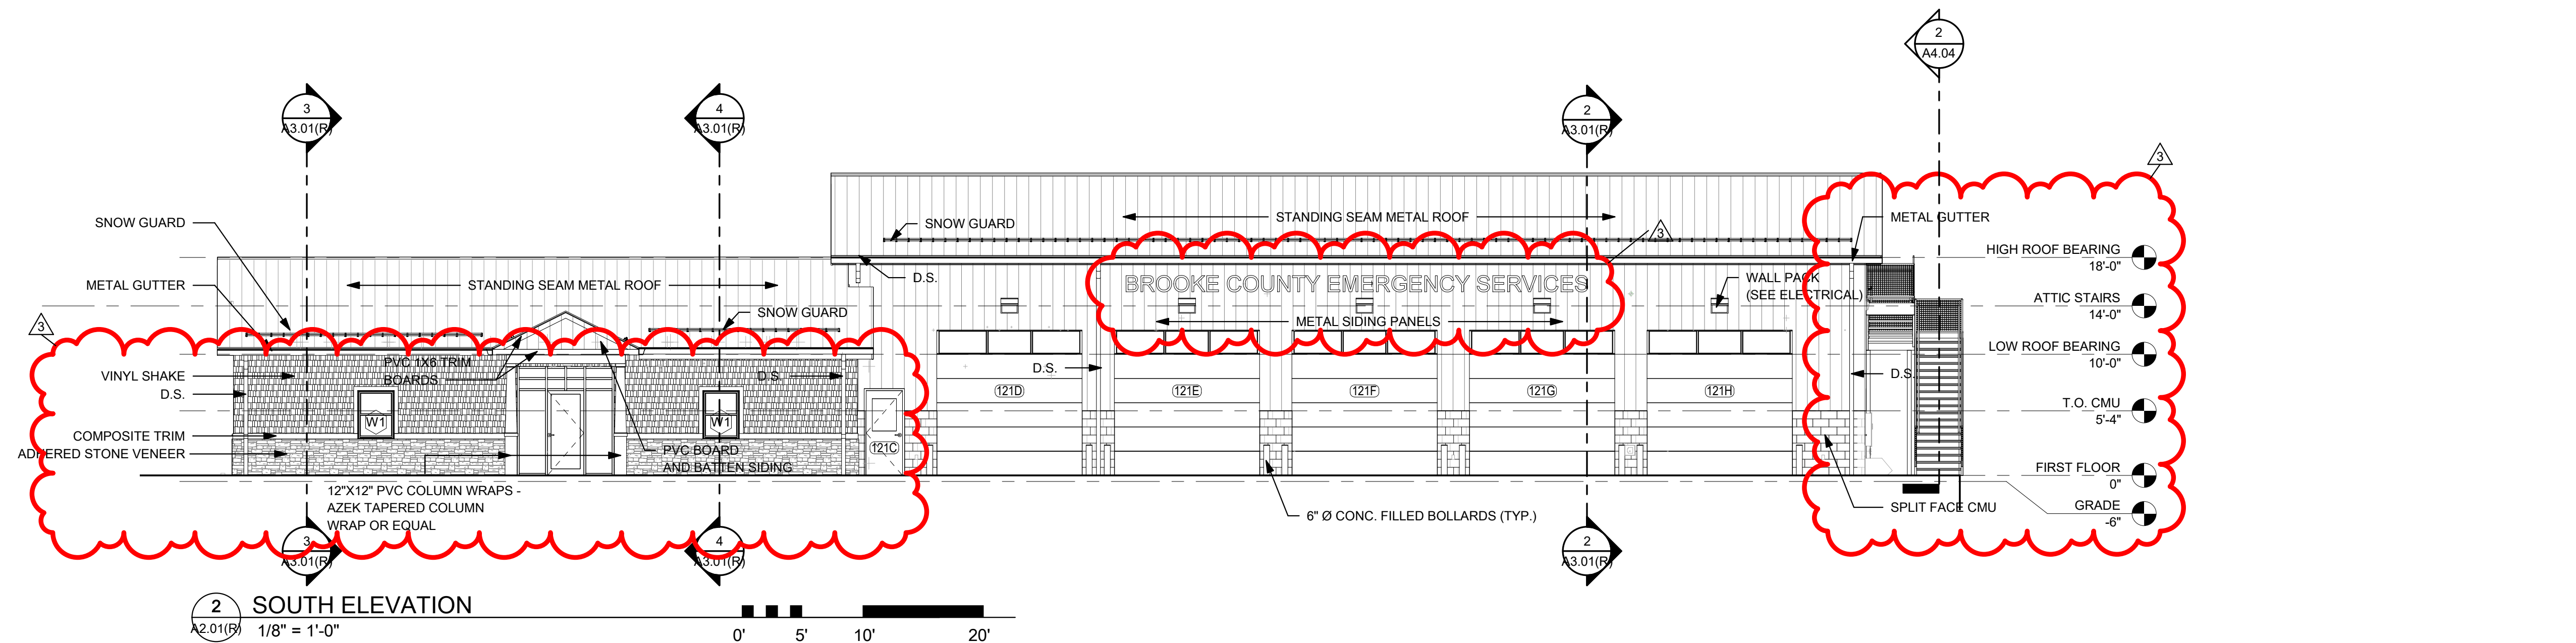 2
A4.04
3
A3.01(R)
4
A3.01(R)
2
A3.01(R)
3
SNOW GUARD
SNOW GUARD
STANDING SEAM METAL ROOF
3
METAL GUTTER
HIGH ROOF BEARING
18'-0"
METAL GUTTER
STANDING SEAM METAL ROOF
D.S.
BROOKE COUNTY EMERGENCY SERVICES
WALL PACK
(SEE ELECTRICAL)
ATTIC STAIRS
14'-0"
SNOW GUARD
METAL SIDING PANELS
3
LOW ROOF BEARING
10'-0"
PVC 1X6 TRIM
BOARDS
VINYL SHAKE
D.S.
D.S.
D.S.
D.S.
121D
121E
121F
121G
121H
T.O. CMU
5'-4"
W1
W1
COMPOSITE TRIM
ADHERED STONE VENEER
PVC BOARD
AND BATTEN SIDING
121C
FIRST FLOOR
0"
12"X12" PVC COLUMN WRAPS -
AZEK TAPERED COLUMN
WRAP OR EQUAL
6" Ø CONC. FILLED BOLLARDS (TYP.)
SPLIT FACE CMU
GRADE
-6"
3
A3.01(R)
4
A3.01(R)
2
A3.01(R)
2
A2.01(R)
SOUTH ELEVATION
1/8" = 1'-0"
0' 5' 10' 20'